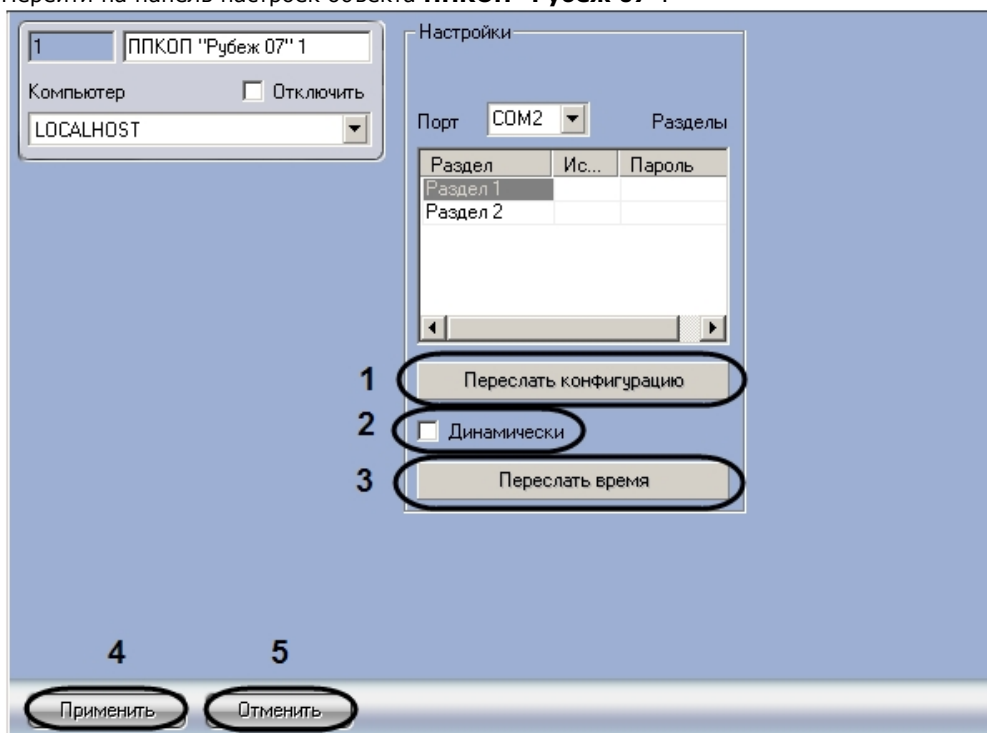 Перейти на панель настроек объекта ППКОП "Рубеж 07".
1 ППКОП "Рубеж 07" 1
Компьютер Отключить
LOCALHOST
Настройки
Порт COM2 Разделы
Раздел Ис... Пароль
Раздел 1
Раздел 2
1 Переслать конфигурацию
2 Динамически
3 Переслать время
4 5
Применить Отменить